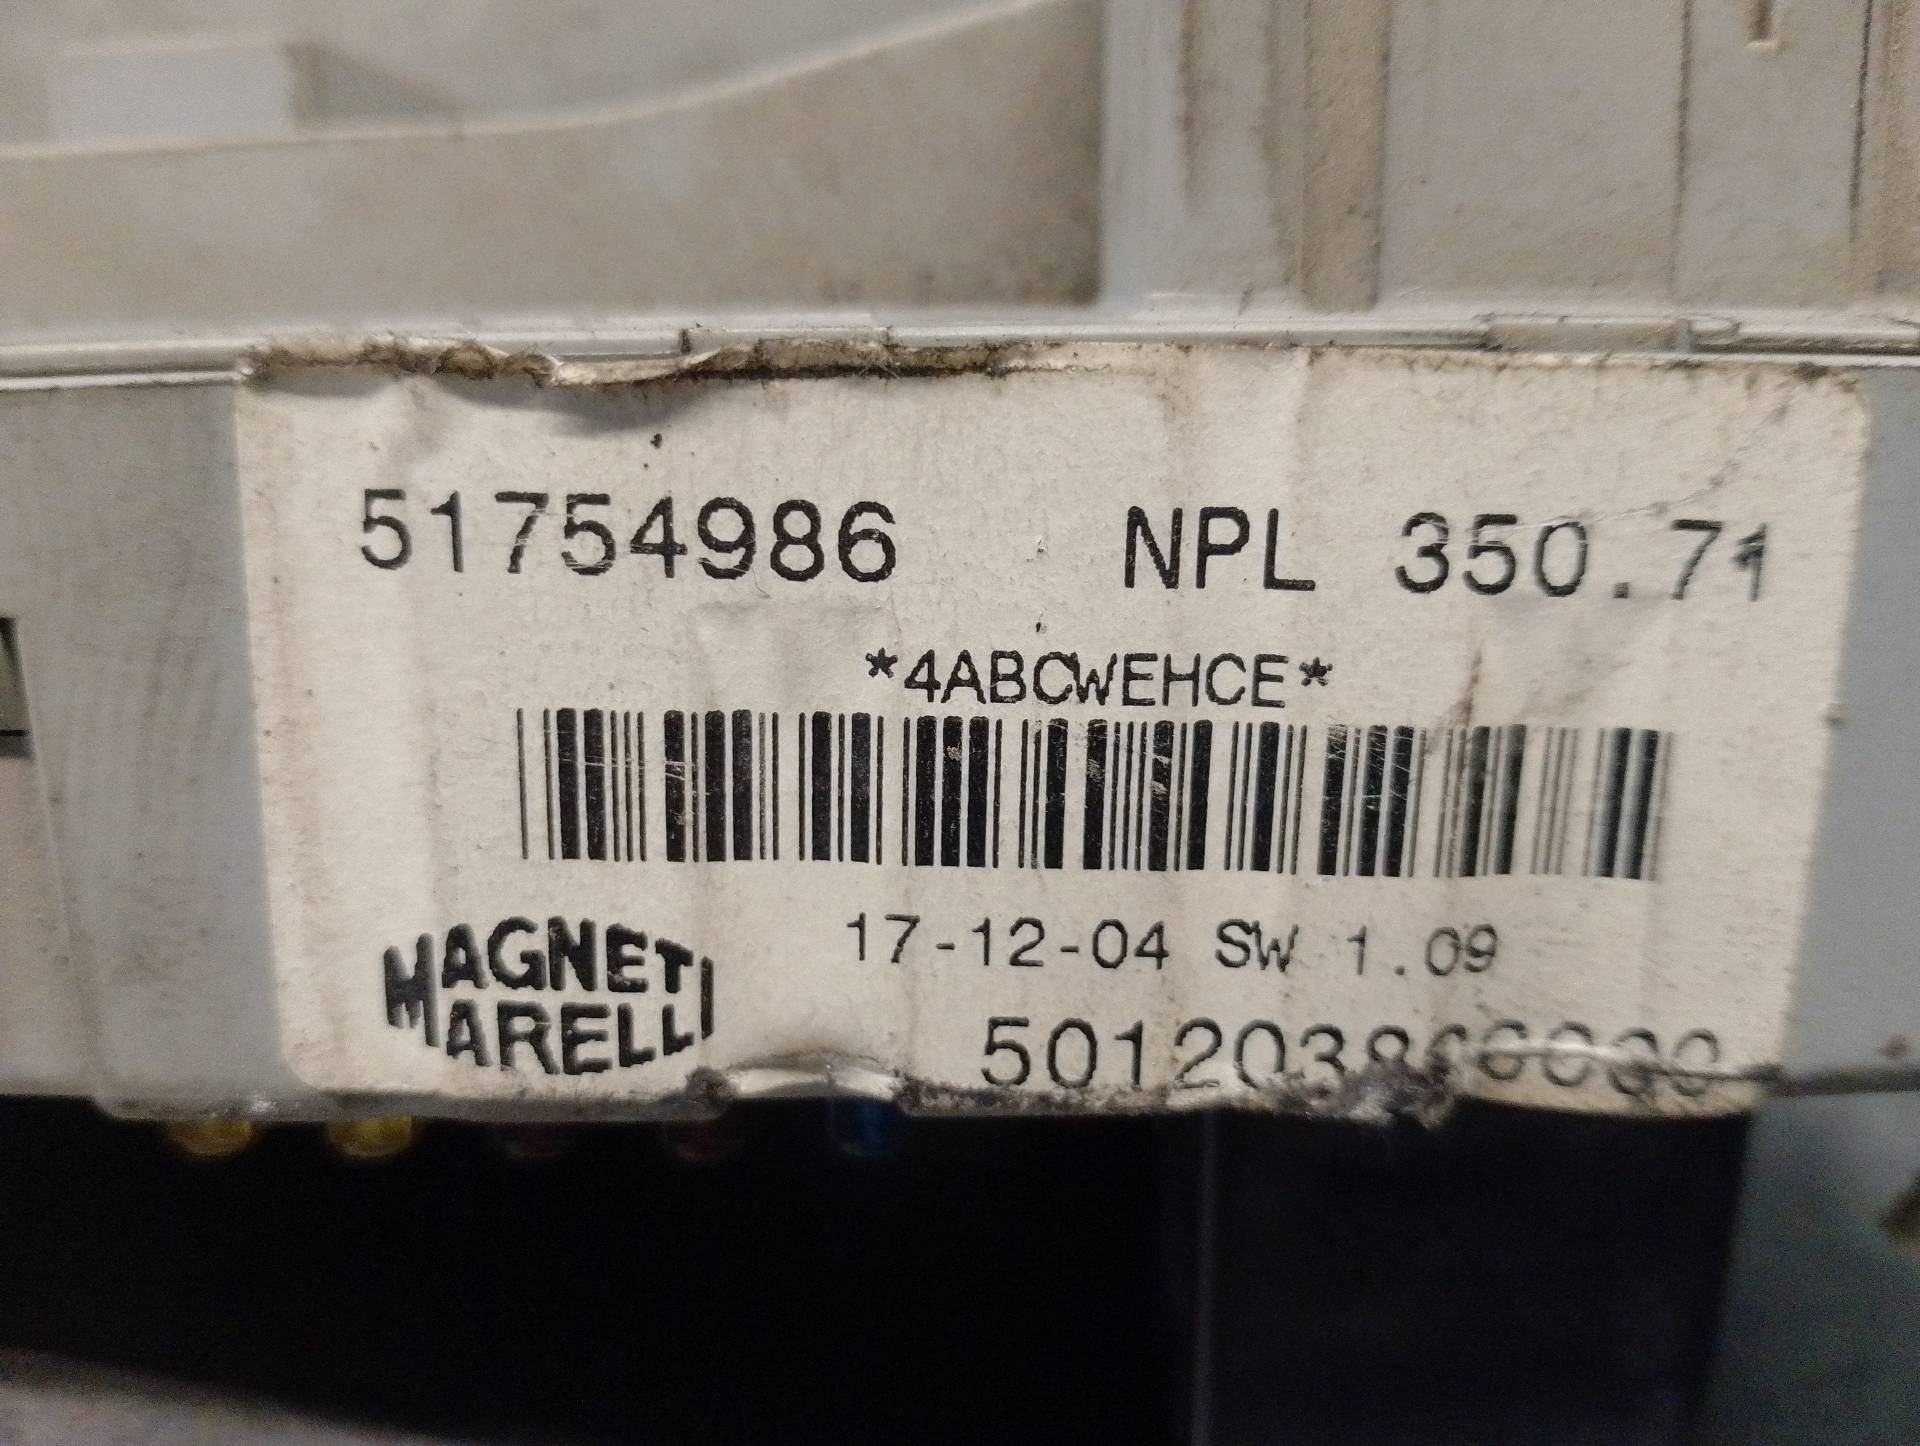 51754986 NPL 350.71
*4ABCWEHCE*
17-12-04 SW 1.09
MAGNETI
MARELLI